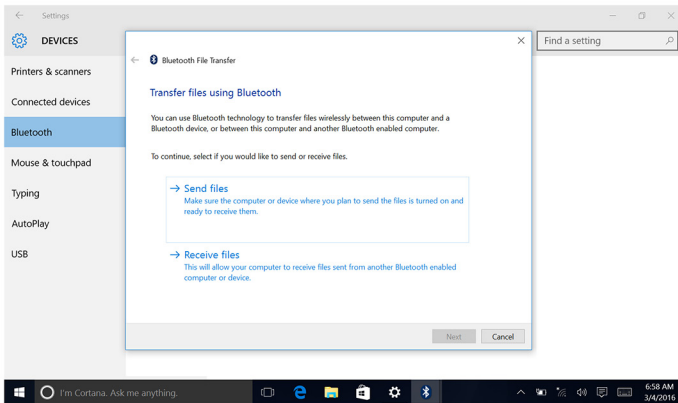 Settings
DEVICES
Find a setting
Printers & scanners
Connected devices
Bluetooth
Mouse & touchpad
Typing
AutoPlay
USB
Bluetooth File Transfer
Transfer files using Bluetooth
You can use Bluetooth technology to transfer files wirelessly between this computer and a
Bluetooth device, or between this computer and another Bluetooth enabled computer.
To continue, select if you would like to send or receive files.
Send files
Make sure the computer or device where you plan to send the files is turned on and
ready to receive them.
Receive files
This will allow your computer to receive files sent from another Bluetooth enabled
computer or device.
Next
Cancel
I'm Cortana. Ask me anything.
6:58 AM
3/4/2016